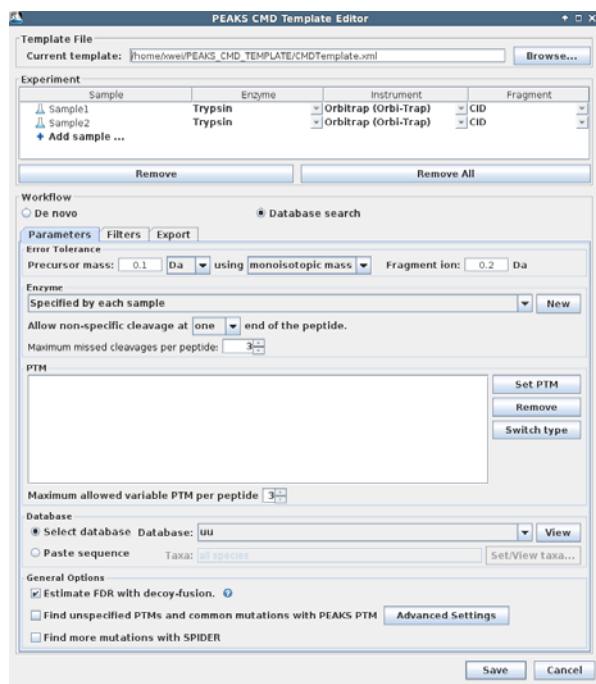 PEAKS CMD Template Editor
Template File
Current template: /home/xwei/PEAKS_CMD_TEMPLATE/CMDTemplate.xml Browse...
Experiment
Sample Enzyme Instrument Fragment
Sample1 Trypsin Orbitrap (Orbi-Trap) CID
Sample2 Trypsin Orbitrap (Orbi-Trap) CID
+ Add sample ...
Remove Remove All
Workflow
De novo Database search
Parameters Filters Export
Error Tolerance
Precursor mass: 0.1 Da using monoisotopic mass Fragment ion: 0.2 Da
Enzyme
Specified by each sample New
Allow non-specific cleavage at one end of the peptide.
Maximum missed cleavages per peptide: 3
PTM
Set PTM
Remove
Switch type
Maximum allowed variable PTM per peptide 3
Database
Select database Database: uu View
Paste sequence Taxa: all species Set/View taxa...
General Options
Estimate FDR with decoy-fusion. ?
Find unspecified PTMs and common mutations with PEAKS PTM Advanced Settings
Find more mutations with SPIDER
Save Cancel